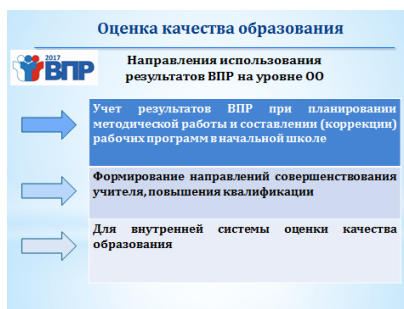 Оценка качества образования
2017
ВПР
Направления использования
результатов ВПР на уровне ОО
Учет результатов ВПР при планировании
методической работы и составлении (коррекции)
рабочих программ в начальной школе
Формирование направлений совершенствования
учителя, повышения квалификации
Для внутренней системы оценки качества
образования